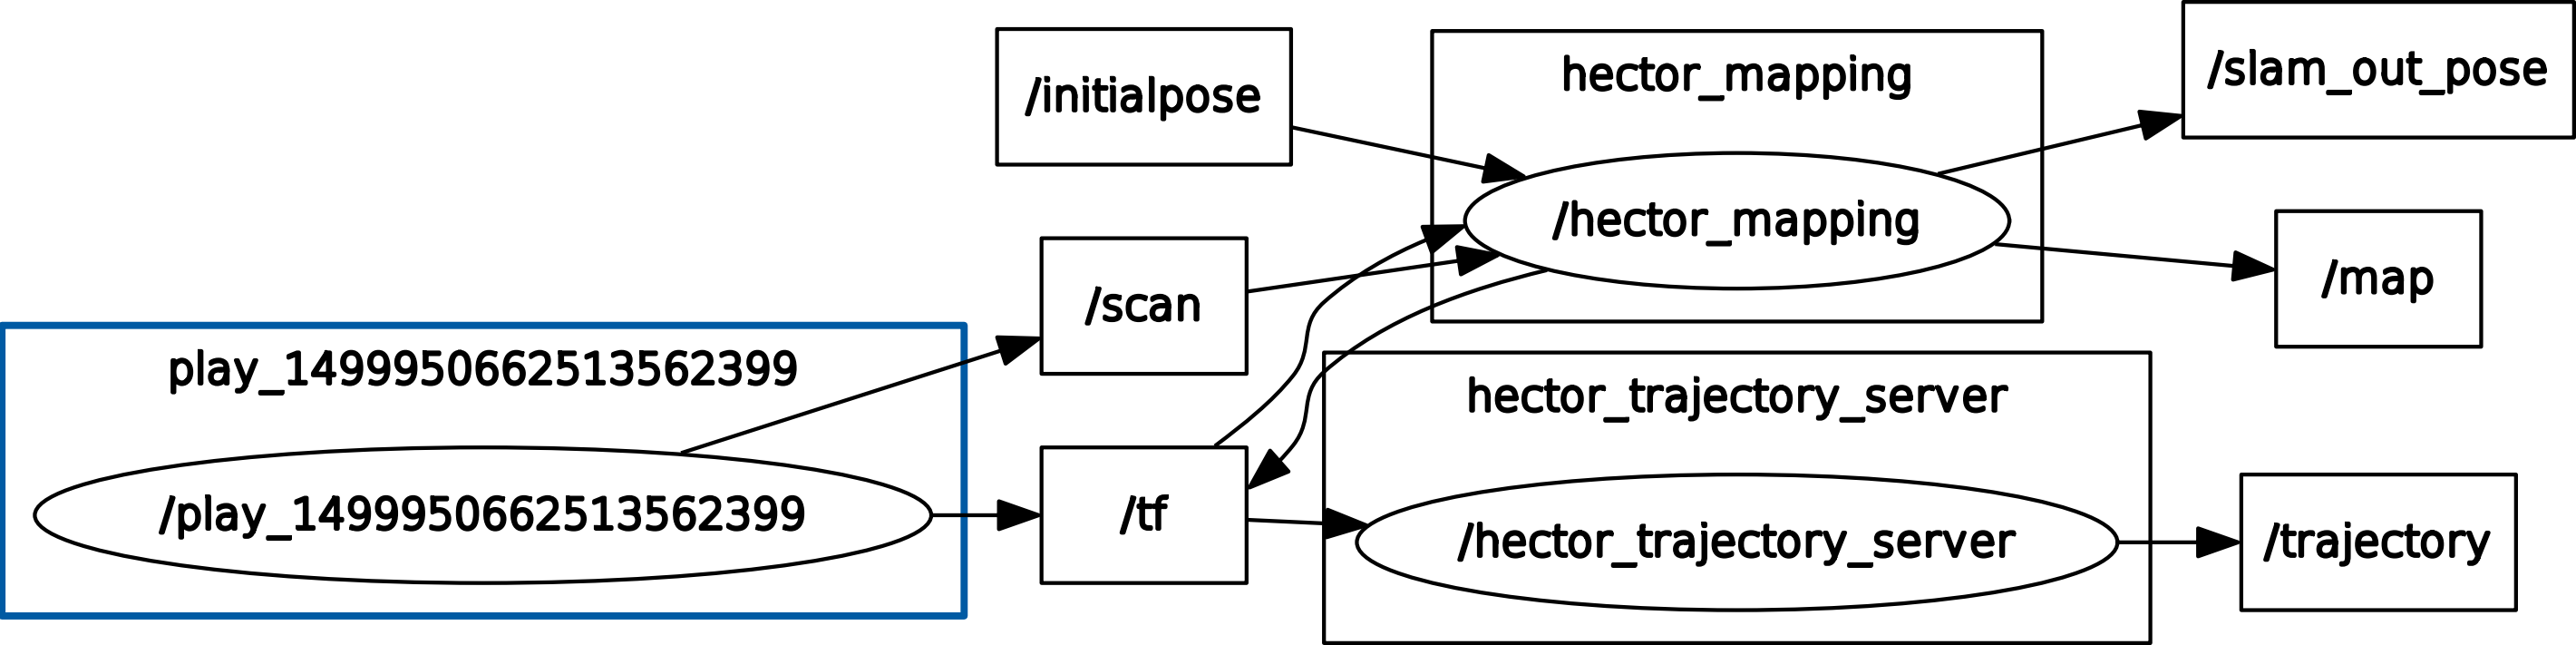 /initialpose
hector_mapping
/slam_out_pose
/hector_mapping
/scan
/map
play_1499950662513562399
hector_trajectory_server
/play_1499950662513562399
/tf
/hector_trajectory_server
/trajectory